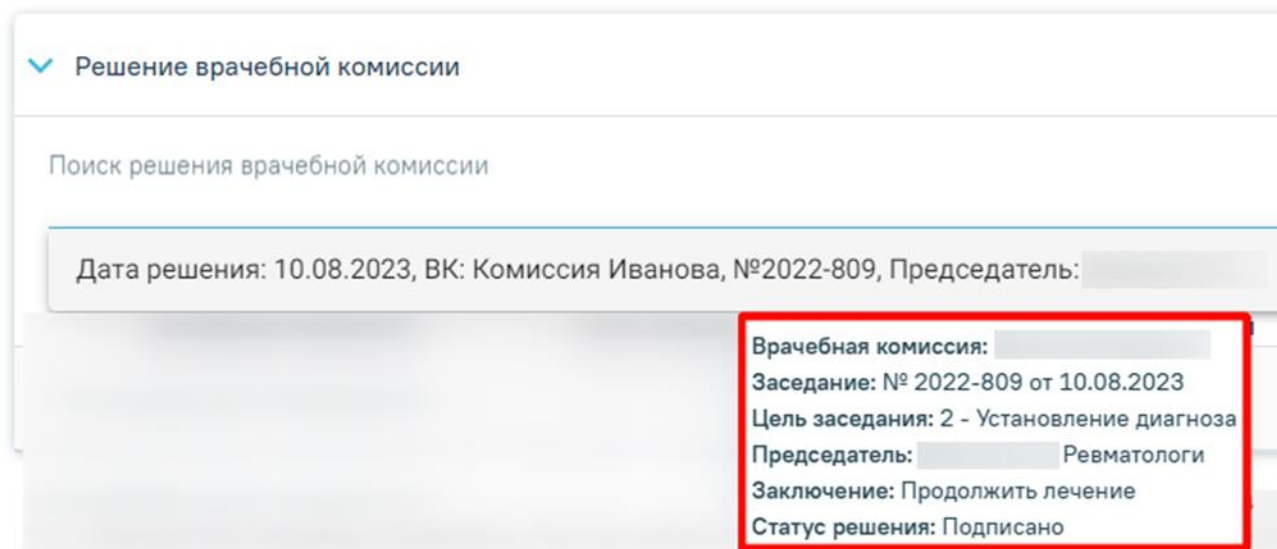 Решение врачебной комиссии
Поиск решения врачебной комиссии
Дата решения: 10.08.2023, ВК: Комиссия Иванова, №2022-809, Председатель:
Врачебная комиссия:
Заседание: № 2022-809 от 10.08.2023
Цель заседания: 2 - Установление диагноза
Председатель: Ревматологи
Заключение: Продолжить лечение
Статус решения: Подписано